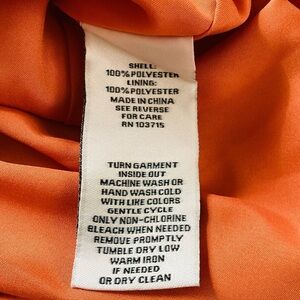 SHELL:
100% POLYESTER
LINING:
100% POLYESTER
MADE IN CHINA
SEE REVERSE
FOR CARE
RN 103715
TURN GARMENT
INSIDE OUT
MACHINE WASH OR
HAND WASH COLD
WITH LIKE COLORS
GENTLE CYCLE
ONLY NON-CHLORINE
BLEACH WHEN NEEDED
REMOVE PROMPTLY
TUMBLE DRY LOW
WARM IRON
IF NEEDED
OR DRY CLEAN